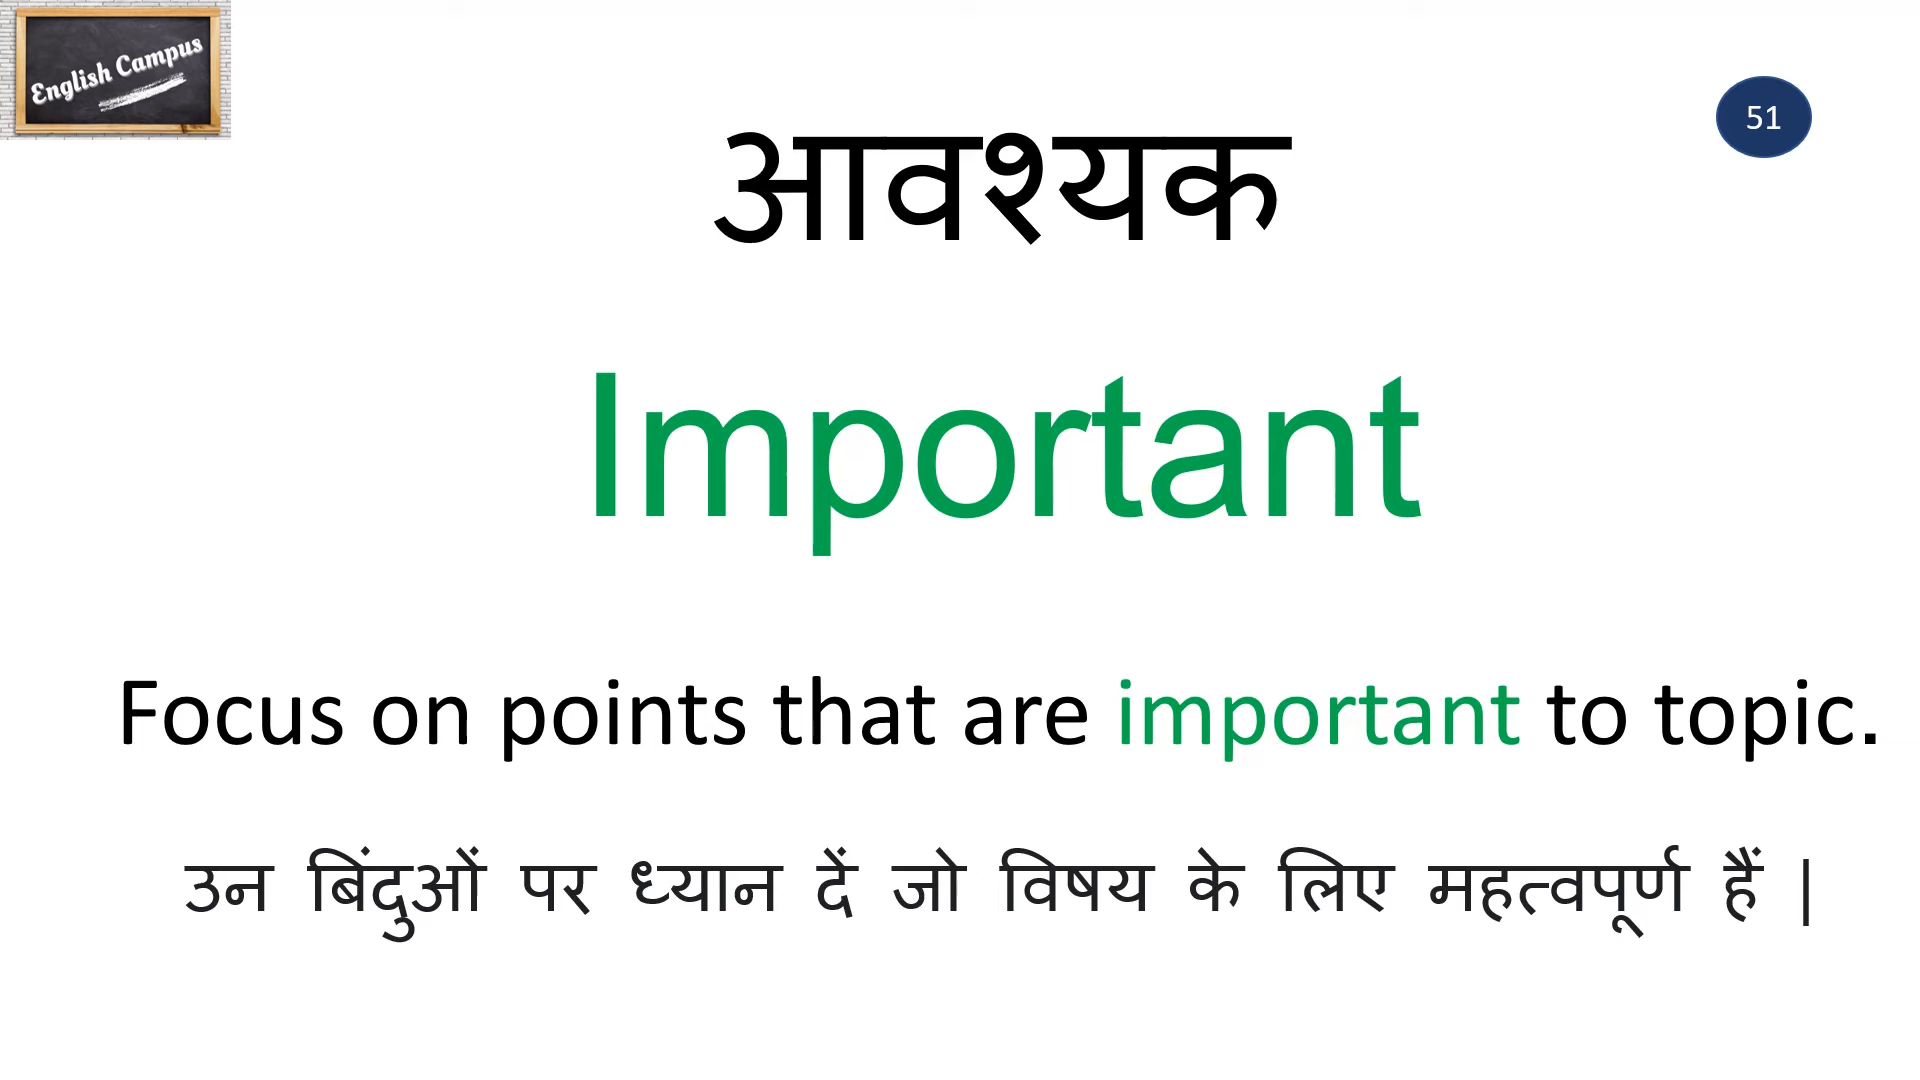 English Campus
51
आवश्यक
Important
Focus on points that are important to topic.
उन बिंदुओं पर ध्यान दें जो विषय के लिए महत्वपूर्ण हैं |